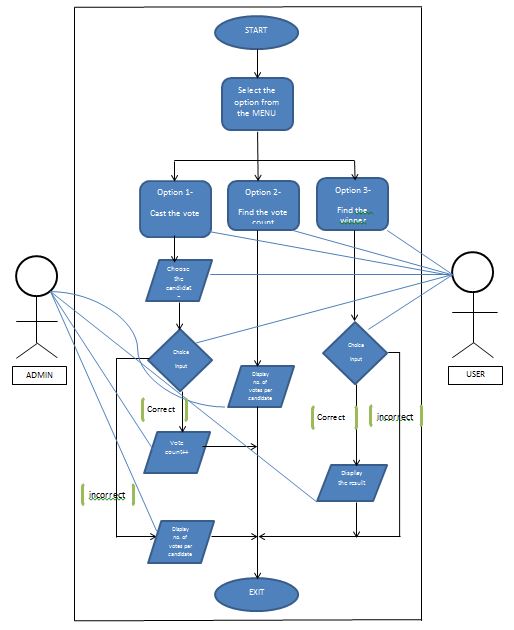 START
Select the
option from
the MENU
Option 1-
Cast the vote
Option 2-
Find the vote
count
Option 3-
Find the
winner
Choose
the
candidat
ADMIN
USER
Choice
input
Choice
input
Display
no. of
votes per
candidate
Correct
Correct
incorrect
Vote
count++
Display
the result
incorrect
Display
no. of
votes per
candidate
EXIT